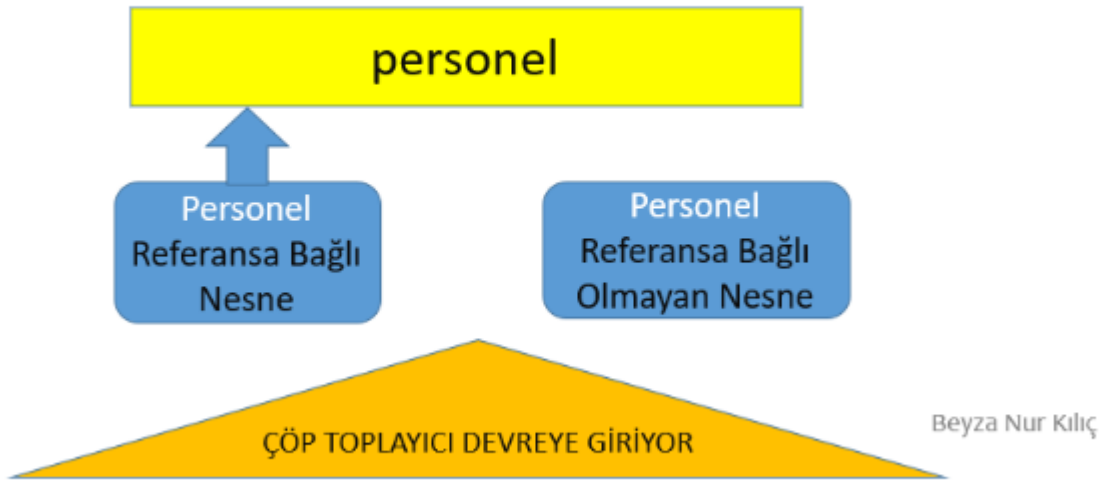 personel
Personel
Referansa Bağlı
Nesne
Personel
Referansa Bağlı
Olmayan Nesne
ÇÖP TOPLAYICI DEVREYE GİRİYOR
Beyza Nur Kılıç